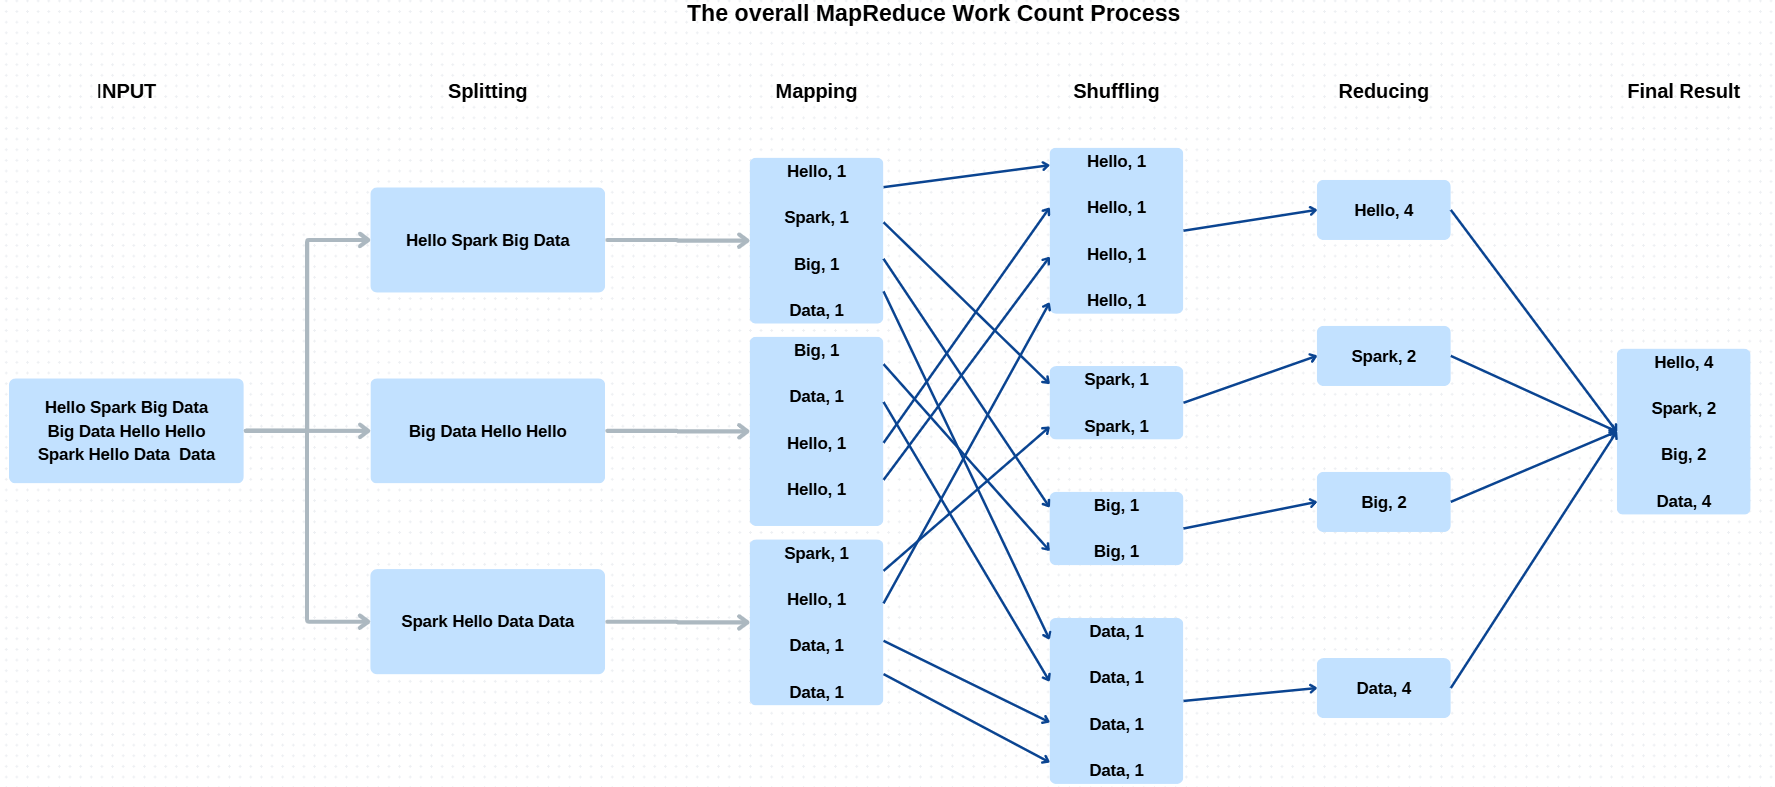 The overall MapReduce Work Count Process
INPUT
Splitting
Mapping
Shuffling
Reducing
Final Result
Hello Spark Big Data
Big Data Hello Hello
Spark Hello Data  Data
Hello Spark Big Data
Big Data Hello Hello
Spark Hello Data Data
Hello, 1
Spark, 1
Big, 1
Data, 1
Big, 1
Data, 1
Hello, 1
Hello, 1
Spark, 1
Hello, 1
Data, 1
Data, 1
Hello, 1
Hello, 1
Hello, 1
Hello, 1
Spark, 1
Spark, 1
Big, 1
Big, 1
Data, 1
Data, 1
Data, 1
Data, 1
Hello, 4
Spark, 2
Big, 2
Data, 4
Hello, 4
Spark, 2
Big, 2
Data, 4